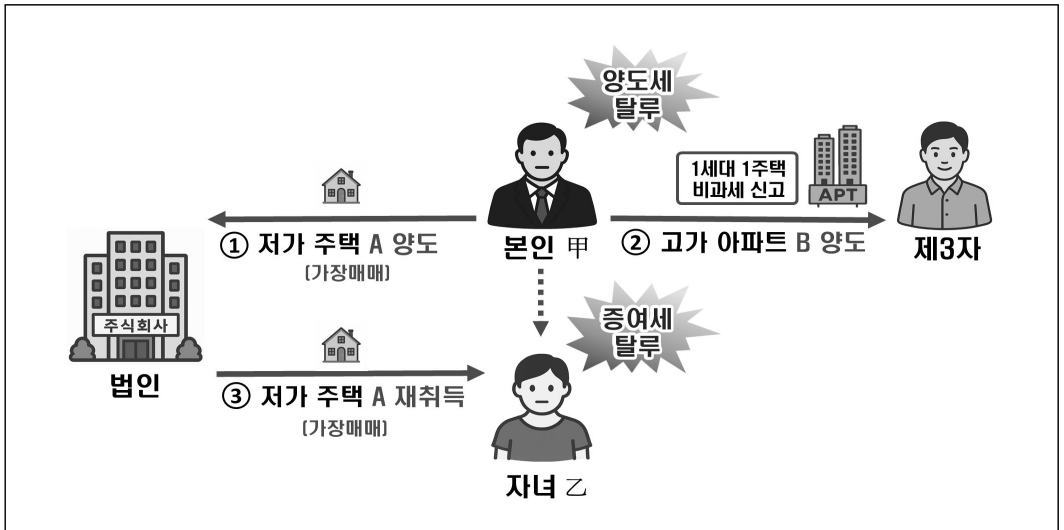 양도세
탈루
1세대 1주택
비과세 신고
APT
① 저가 주택 A 양도
(가장매매)
본인 甲
② 고가 아파트 B 양도
제3자
주식회사
법인
증여세
탈루
③ 저가 주택 A 재취득
(가장매매)
자녀 乙